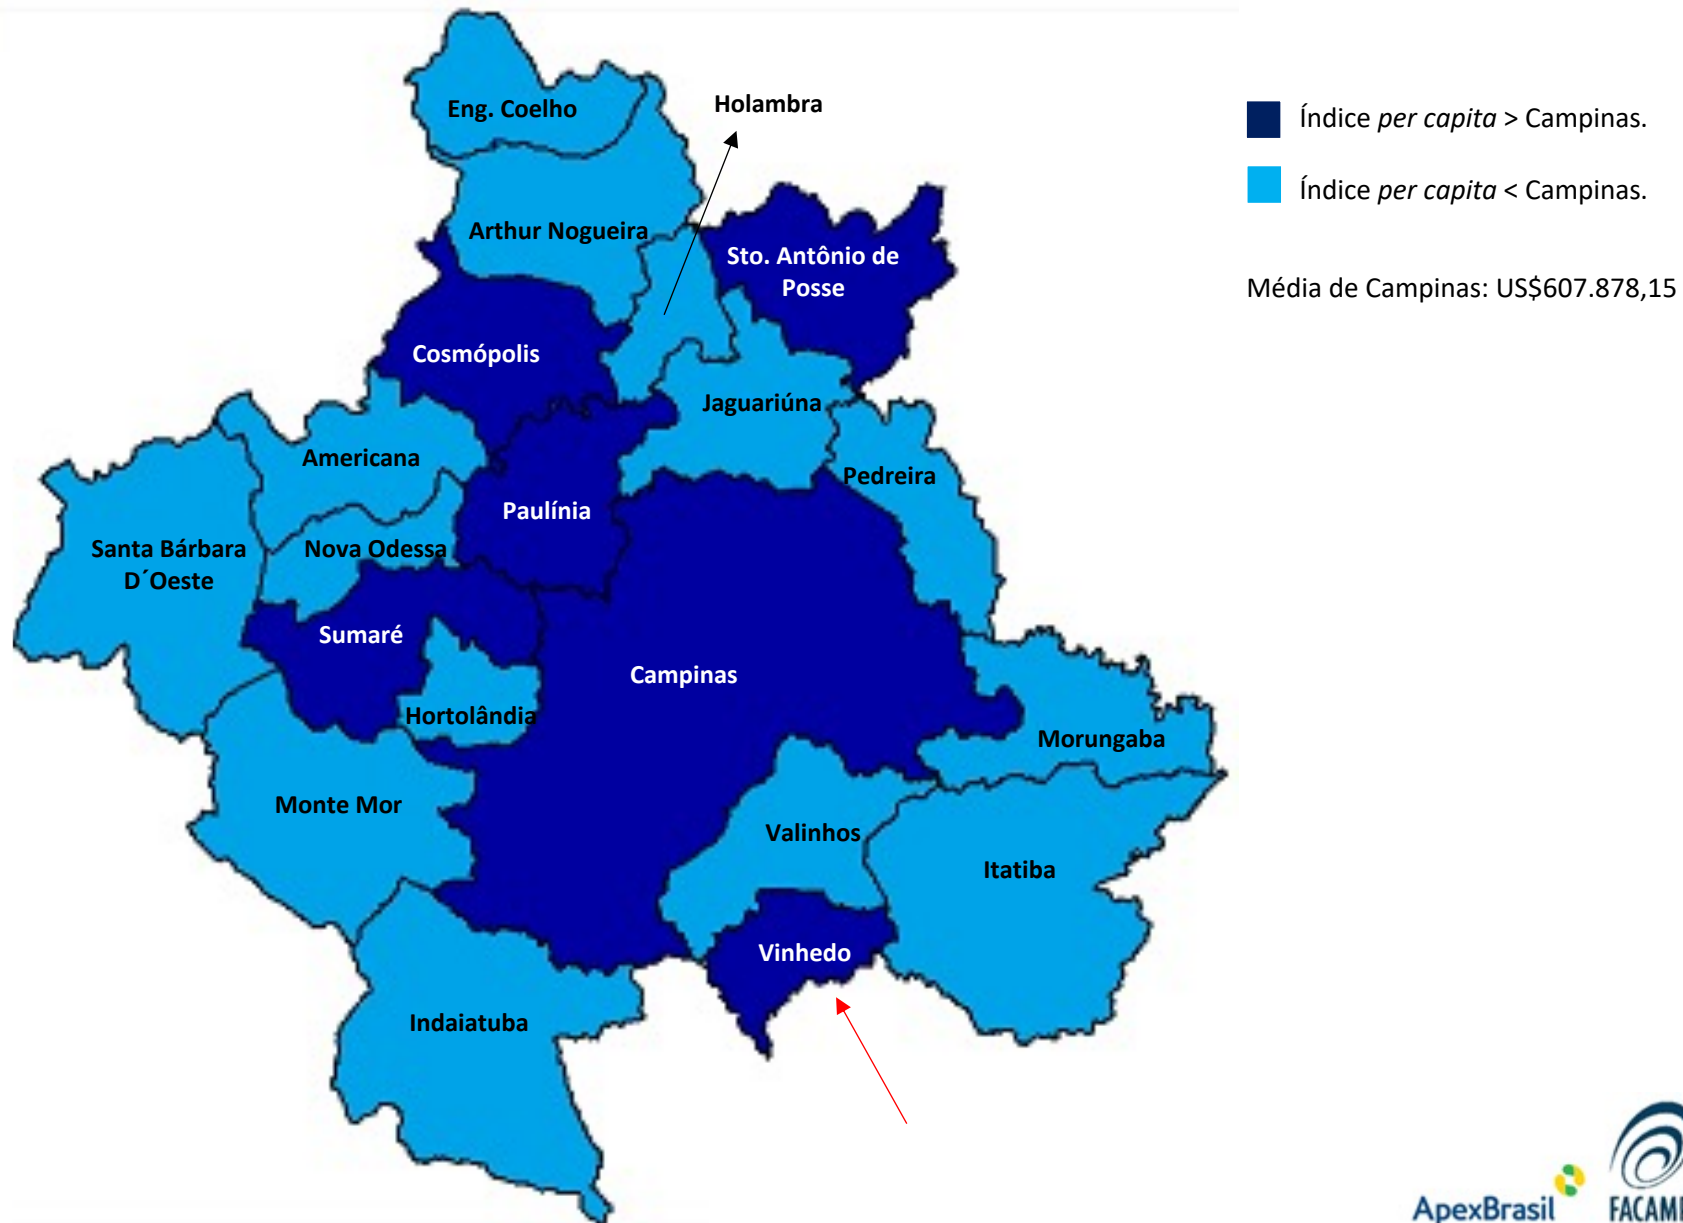 Eng. Coelho
Holambra
Índice per capita > Campinas.
Índice per capita < Campinas.
Arthur Nogueira
Sto. Antônio de
Posse
Média de Campinas: US$607.878,15
Cosmópolis
Jaguariúna
Americana
Pedreira
Paulínia
Santa Bárbara
D´Oeste
Nova Odessa
Sumaré
Campinas
Hortolândia
Morungaba
Monte Mor
Valinhos
Itatiba
Vinhedo
Indaiatuba
ApexBrasil